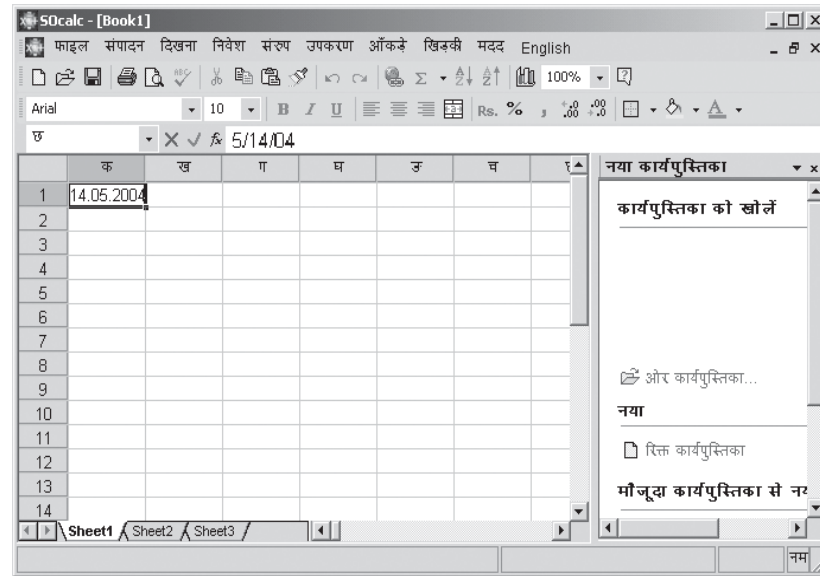 SOcalc - [Book1]
फाइल संपादन दिखना निवेश संरुप उपकरण आँकड़े खिड़की मदद English
100%
Arial 10 B I U Rs. % ,
छ fx 5/14/04
क ख ग घ ङ च
1 14.05.2004
2
3
4
5
6
7
8
9
10
11
12
13
14
Sheet1 Sheet2 Sheet3
नया कार्यपुस्तिका
कार्यपुस्तिका को खोलें
ओर कार्यपुस्तिका...
नया
रिक्त कार्यपुस्तिका
मौजूदा कार्यपुस्तिका से
नम